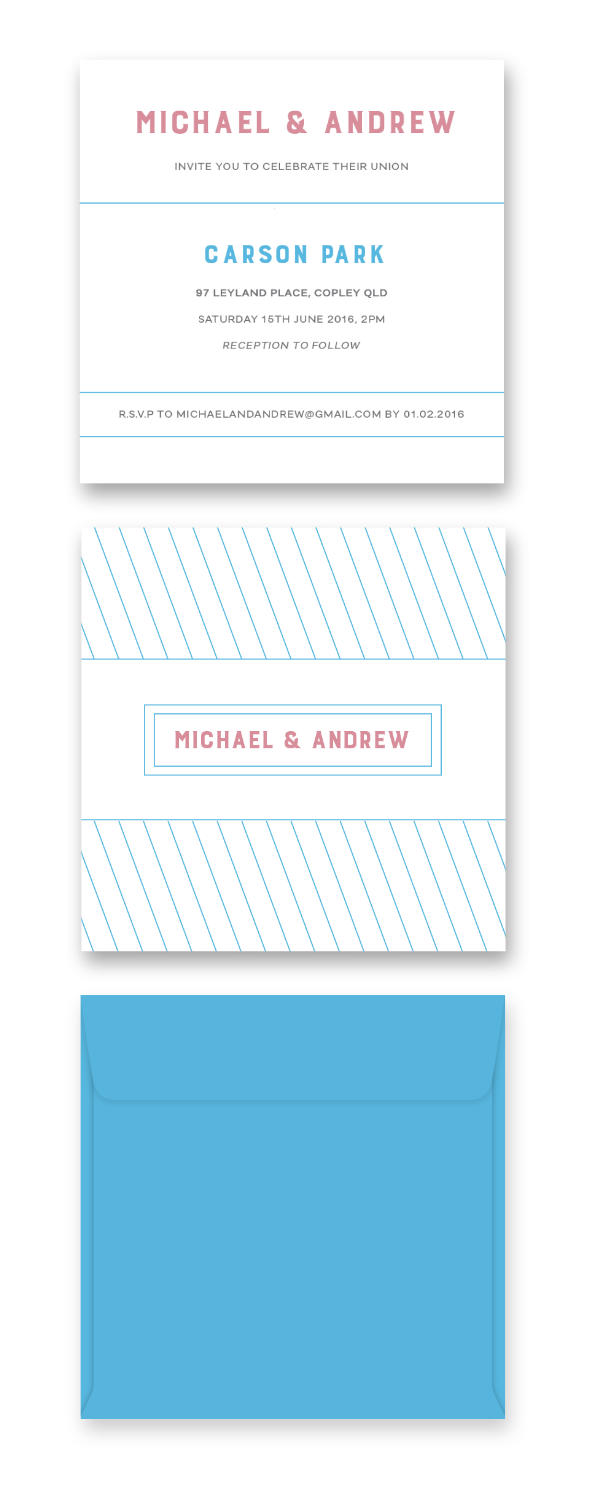 MICHAEL & ANDREW
INVITE YOU TO CELEBRATE THEIR UNION
CARSON PARK
97 LEYLAND PLACE, COPLEY QLD
SATURDAY 15TH JUNE 2016, 2PM
RECEPTION TO FOLLOW
R.S.V.P TO MICHAELANDANDREW@GMAIL.COM BY 01.02.2016
MICHAEL & ANDREW